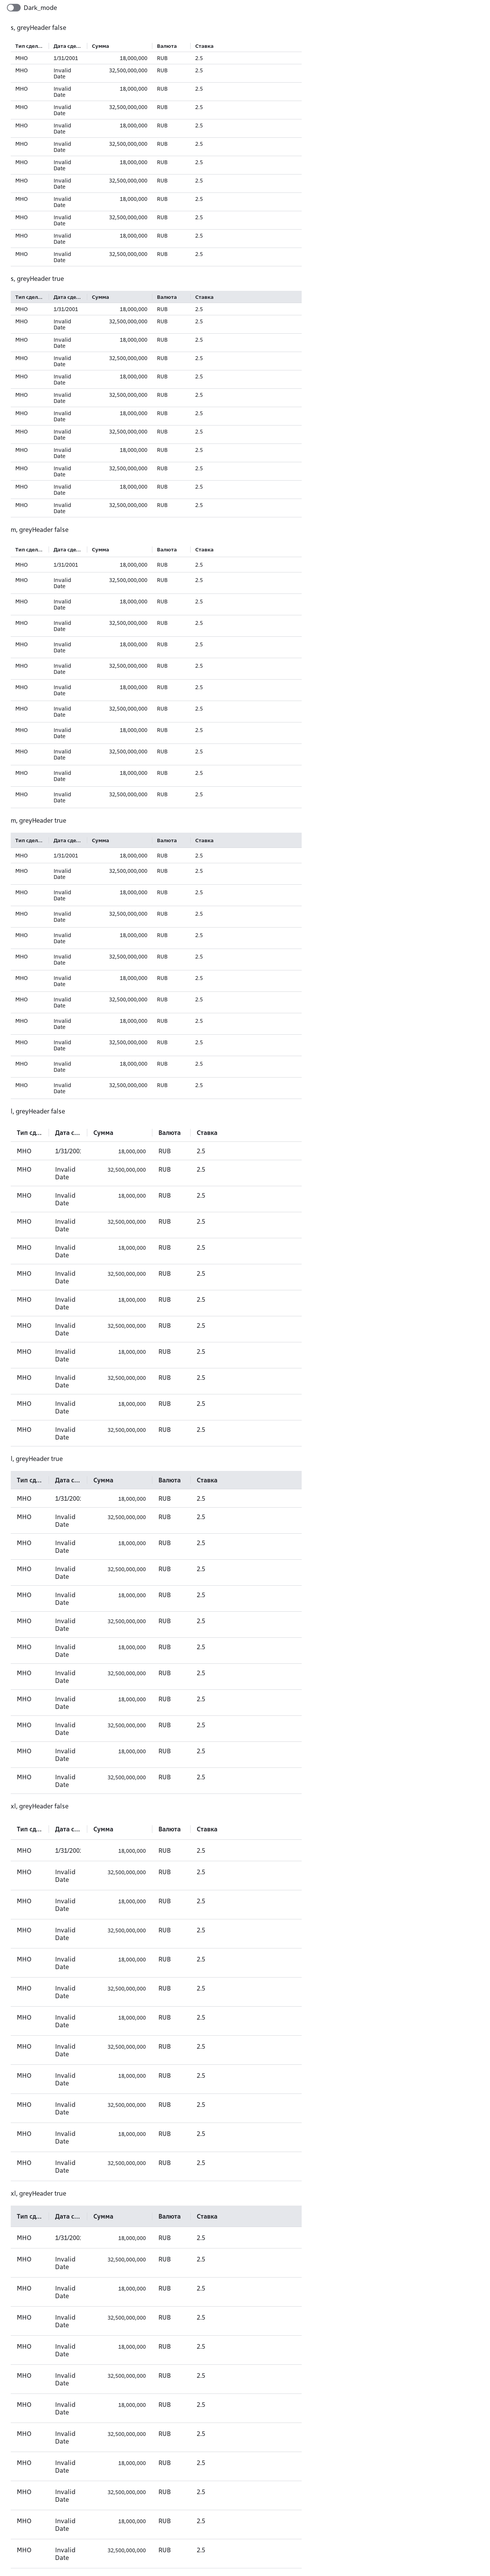 Dark_mode
s, greyHeader false
Тип сдел... Дата сде... Сумма Валюта Ставка
МНО 1/31/2001 18,000,000 RUB 2.5
МНО Invalid 32,500,000,000 RUB 2.5
Date
МНО Invalid 18,000,000 RUB 2.5
Date
МНО Invalid 32,500,000,000 RUB 2.5
Date
МНО Invalid 18,000,000 RUB 2.5
Date
МНО Invalid 32,500,000,000 RUB 2.5
Date
МНО Invalid 18,000,000 RUB 2.5
Date
МНО Invalid 32,500,000,000 RUB 2.5
Date
МНО Invalid 18,000,000 RUB 2.5
Date
МНО Invalid 32,500,000,000 RUB 2.5
Date
МНО Invalid 18,000,000 RUB 2.5
Date
МНО Invalid 32,500,000,000 RUB 2.5
Date
s, greyHeader true
Тип сдел... Дата сде... Сумма Валюта Ставка
МНО 1/31/2001 18,000,000 RUB 2.5
МНО Invalid 32,500,000,000 RUB 2.5
Date
МНО Invalid 18,000,000 RUB 2.5
Date
МНО Invalid 32,500,000,000 RUB 2.5
Date
МНО Invalid 18,000,000 RUB 2.5
Date
МНО Invalid 32,500,000,000 RUB 2.5
Date
МНО Invalid 18,000,000 RUB 2.5
Date
МНО Invalid 32,500,000,000 RUB 2.5
Date
МНО Invalid 18,000,000 RUB 2.5
Date
МНО Invalid 32,500,000,000 RUB 2.5
Date
МНО Invalid 18,000,000 RUB 2.5
Date
МНО Invalid 32,500,000,000 RUB 2.5
Date
m, greyHeader false
Тип сдел... Дата сде... Сумма Валюта Ставка
МНО 1/31/2001 18,000,000 RUB 2.5
МНО Invalid 32,500,000,000 RUB 2.5
Date
МНО Invalid 18,000,000 RUB 2.5
Date
МНО Invalid 32,500,000,000 RUB 2.5
Date
МНО Invalid 18,000,000 RUB 2.5
Date
МНО Invalid 32,500,000,000 RUB 2.5
Date
МНО Invalid 18,000,000 RUB 2.5
Date
МНО Invalid 32,500,000,000 RUB 2.5
Date
МНО Invalid 18,000,000 RUB 2.5
Date
МНО Invalid 32,500,000,000 RUB 2.5
Date
МНО Invalid 18,000,000 RUB 2.5
Date
МНО Invalid 32,500,000,000 RUB 2.5
Date
m, greyHeader true
Тип сдел... Дата сде... Сумма Валюта Ставка
МНО 1/31/2001 18,000,000 RUB 2.5
МНО Invalid 32,500,000,000 RUB 2.5
Date
МНО Invalid 18,000,000 RUB 2.5
Date
МНО Invalid 32,500,000,000 RUB 2.5
Date
МНО Invalid 18,000,000 RUB 2.5
Date
МНО Invalid 32,500,000,000 RUB 2.5
Date
МНО Invalid 18,000,000 RUB 2.5
Date
МНО Invalid 32,500,000,000 RUB 2.5
Date
МНО Invalid 18,000,000 RUB 2.5
Date
МНО Invalid 32,500,000,000 RUB 2.5
Date
МНО Invalid 18,000,000 RUB 2.5
Date
МНО Invalid 32,500,000,000 RUB 2.5
Date
l, greyHeader false
Тип сд... Дата с... Сумма Валюта Ставка
МНО 1/31/200 18,000,000 RUB 2.5
МНО Invalid 32,500,000,000 RUB 2.5
Date
МНО Invalid 18,000,000 RUB 2.5
Date
МНО Invalid 32,500,000,000 RUB 2.5
Date
МНО Invalid 18,000,000 RUB 2.5
Date
МНО Invalid 32,500,000,000 RUB 2.5
Date
МНО Invalid 18,000,000 RUB 2.5
Date
МНО Invalid 32,500,000,000 RUB 2.5
Date
МНО Invalid 18,000,000 RUB 2.5
Date
МНО Invalid 32,500,000,000 RUB 2.5
Date
МНО Invalid 18,000,000 RUB 2.5
Date
МНО Invalid 32,500,000,000 RUB 2.5
Date
l, greyHeader true
Тип сд... Дата с... Сумма Валюта Ставка
МНО 1/31/200 18,000,000 RUB 2.5
МНО Invalid 32,500,000,000 RUB 2.5
Date
МНО Invalid 18,000,000 RUB 2.5
Date
МНО Invalid 32,500,000,000 RUB 2.5
Date
МНО Invalid 18,000,000 RUB 2.5
Date
МНО Invalid 32,500,000,000 RUB 2.5
Date
МНО Invalid 18,000,000 RUB 2.5
Date
МНО Invalid 32,500,000,000 RUB 2.5
Date
МНО Invalid 18,000,000 RUB 2.5
Date
МНО Invalid 32,500,000,000 RUB 2.5
Date
МНО Invalid 18,000,000 RUB 2.5
Date
МНО Invalid 32,500,000,000 RUB 2.5
Date
xl, greyHeader false
Тип сд... Дата с... Сумма Валюта Ставка
МНО 1/31/200 18,000,000 RUB 2.5
МНО Invalid 32,500,000,000 RUB 2.5
Date
МНО Invalid 18,000,000 RUB 2.5
Date
МНО Invalid 32,500,000,000 RUB 2.5
Date
МНО Invalid 18,000,000 RUB 2.5
Date
МНО Invalid 32,500,000,000 RUB 2.5
Date
МНО Invalid 18,000,000 RUB 2.5
Date
МНО Invalid 32,500,000,000 RUB 2.5
Date
МНО Invalid 18,000,000 RUB 2.5
Date
МНО Invalid 32,500,000,000 RUB 2.5
Date
МНО Invalid 18,000,000 RUB 2.5
Date
МНО Invalid 32,500,000,000 RUB 2.5
Date
xl, greyHeader true
Тип сд... Дата с... Сумма Валюта Ставка
МНО 1/31/200 18,000,000 RUB 2.5
МНО Invalid 32,500,000,000 RUB 2.5
Date
МНО Invalid 18,000,000 RUB 2.5
Date
МНО Invalid 32,500,000,000 RUB 2.5
Date
МНО Invalid 18,000,000 RUB 2.5
Date
МНО Invalid 32,500,000,000 RUB 2.5
Date
МНО Invalid 18,000,000 RUB 2.5
Date
МНО Invalid 32,500,000,000 RUB 2.5
Date
МНО Invalid 18,000,000 RUB 2.5
Date
МНО Invalid 32,500,000,000 RUB 2.5
Date
МНО Invalid 18,000,000 RUB 2.5
Date
МНО Invalid 32,500,000,000 RUB 2.5
Date